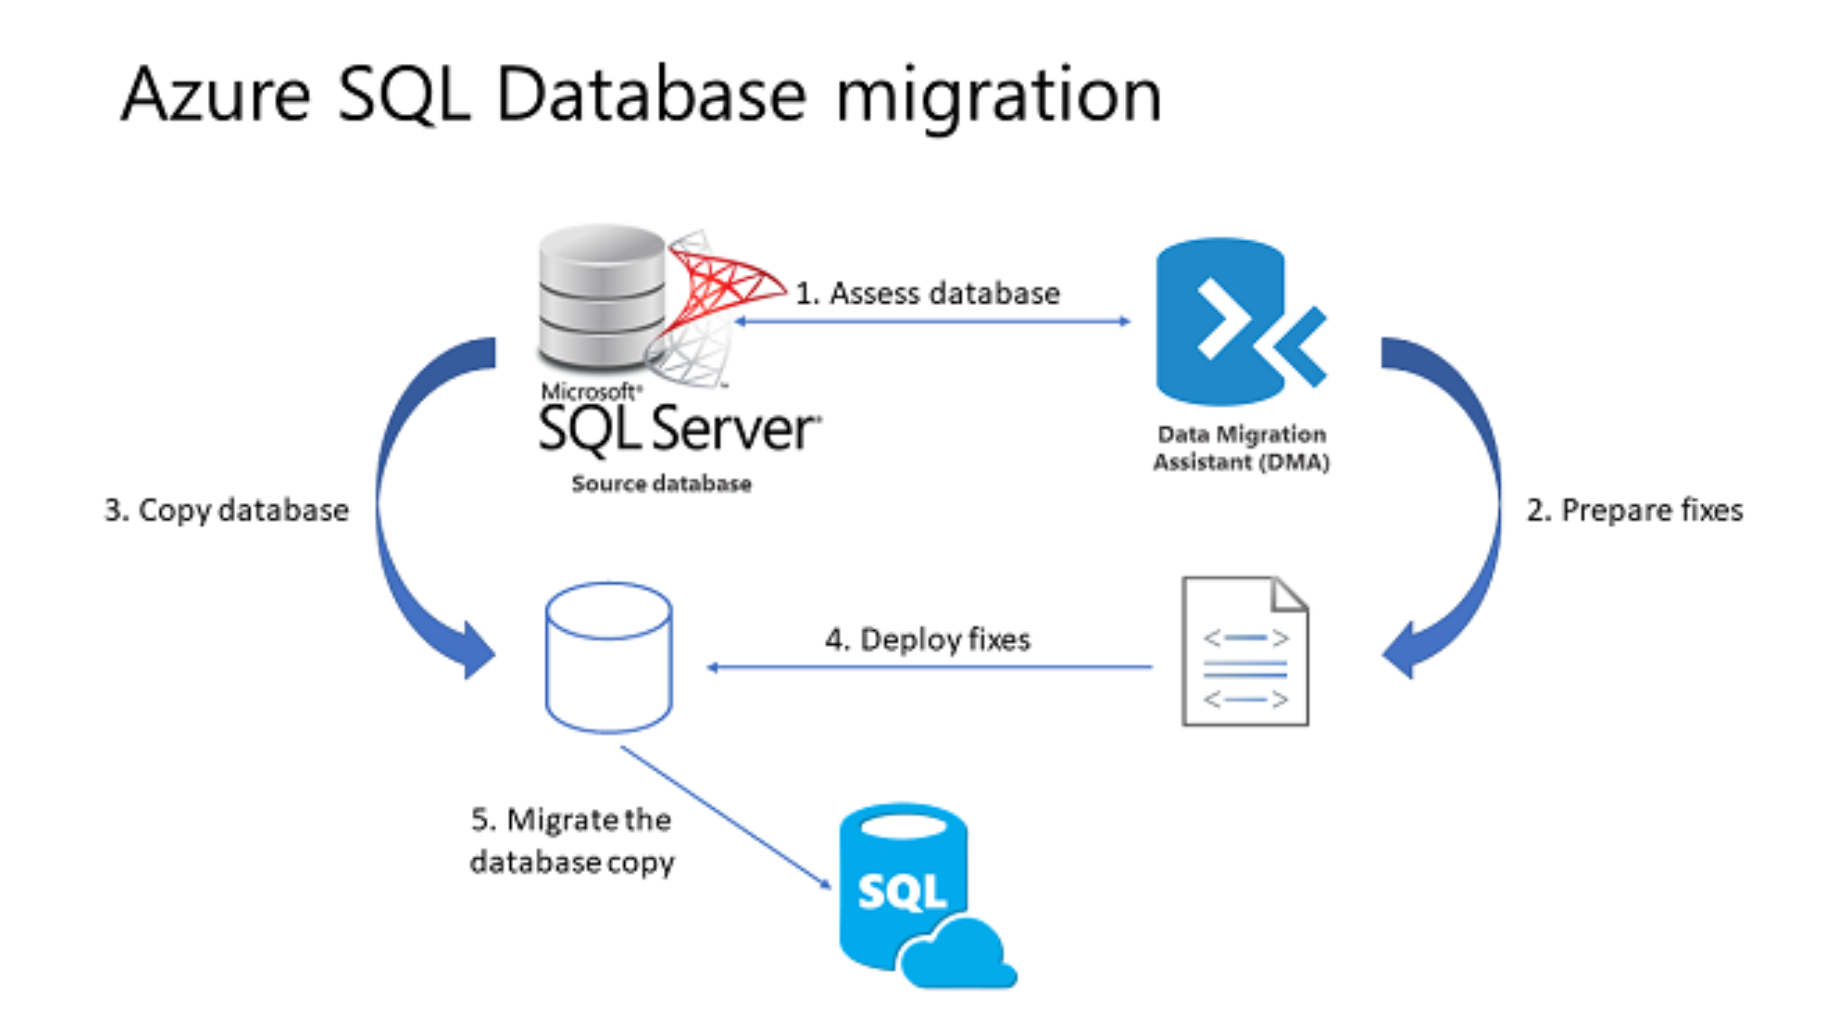 Azure SQL Database migration
1. Assess database
Microsoft®
SQL Server®
Source database
Data Migration
Assistant (DMA)
3. Copy database
2. Prepare fixes
4. Deploy fixes
5. Migrate the
database copy
SQL